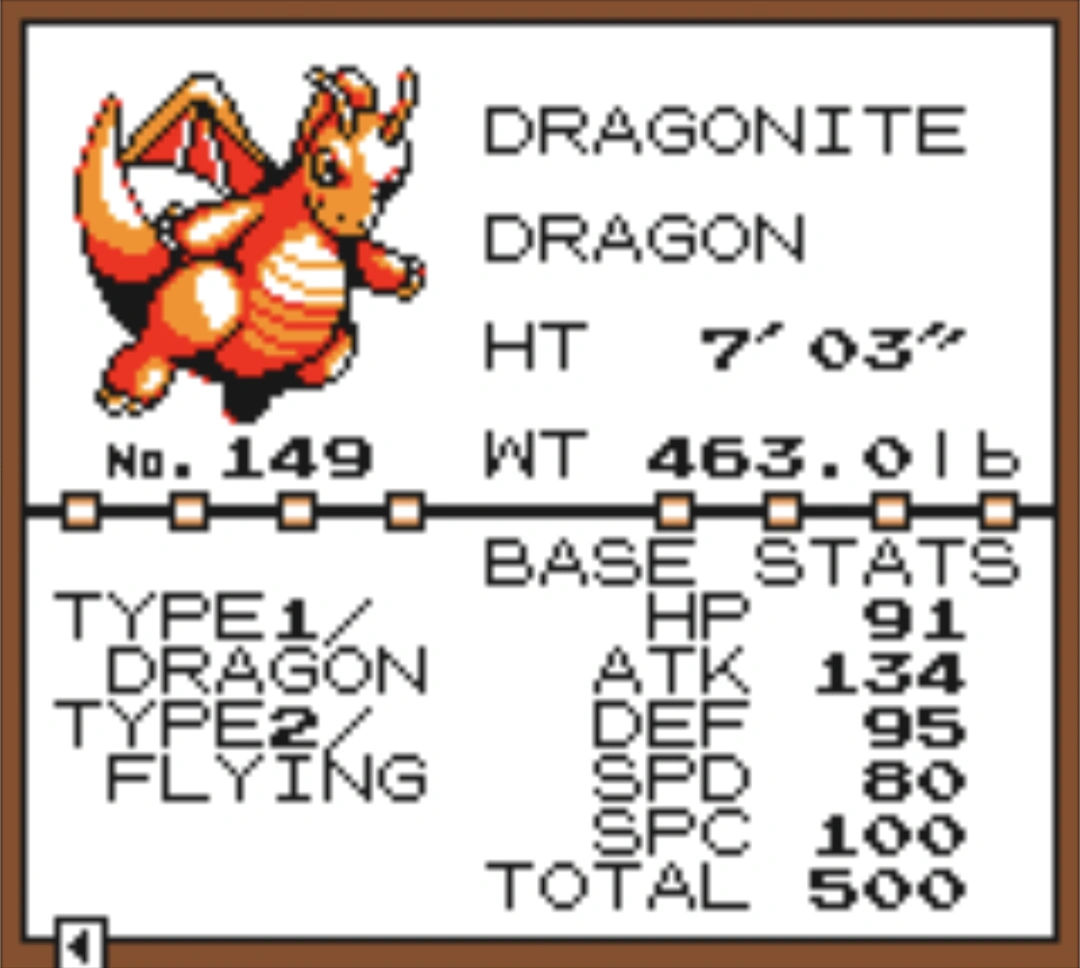 DRAGONITE
DRAGON
HT 7′03″
No.149 WT 463.0lb
BASE STATS
TYPE1/ HP 91
DRAGON ATK 134
TYPE2/ DEF 95
FLYING SPD 80
SPC 100
TOTAL 500